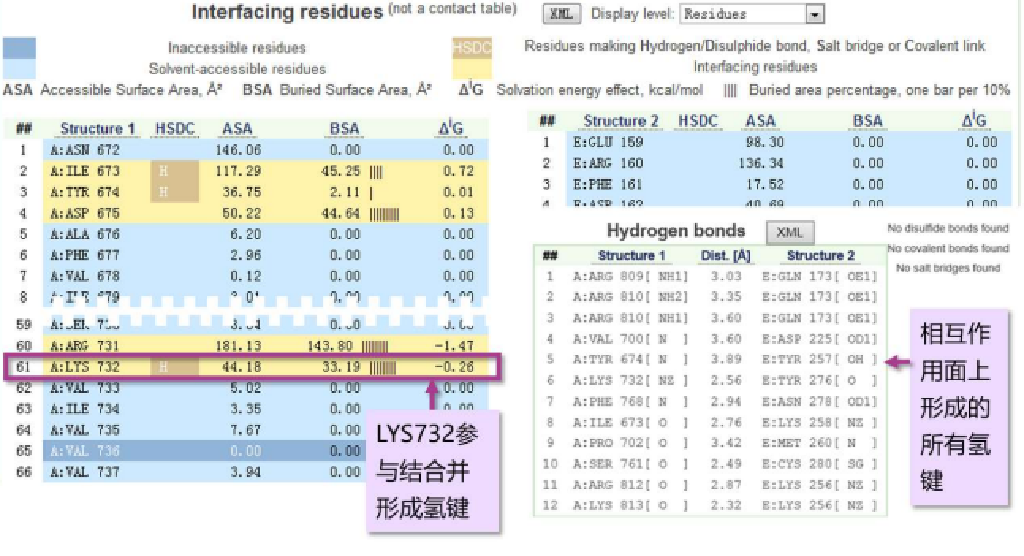 Interfacing residues (not a contact table) XML Display level: Residues
Inaccessible residues
Solvent-accessible residues
HSDC Residues making Hydrogen/Disulphide bond, Salt bridge or Covalent link
Interfacing residues
ASA Accessible Surface Area, Å² BSA Buried Surface Area, Å² ΔⁱG Solvation energy effect, kcal/mol |||| Buried area percentage, one bar per 10%
## Structure 1 HSDC ASA BSA ΔⁱG
1 A:ASN 672 146.06 0.00 0.00
2 A:ILE 673 H 117.29 45.25 |||| 0.72
3 A:TYR 674 H 36.75 2.11 | 0.01
4 A:ASP 675 50.22 44.64 ||||||||| 0.13
5 A:ALA 676 6.20 0.00 0.00
6 A:PHE 677 2.96 0.00 0.00
7 A:VAL 678 0.12 0.00 0.00
8 A:ILE 679 0.00 0.00
59 0.00 0.00
60 A:ARG 731 181.13 143.80 |||||||| -1.47
61 A:LYS 732 H 44.18 33.19 |||||||| -0.26
62 A:VAL 733 5.02 0.00 0.00
63 A:ILE 734 3.35 0.00 0.00
64 A:VAL 735 7.67 0.00
65 A:VAL 736 0.00 0.00
66 A:VAL 737 3.94 0.00
LYS732参
与结合并
形成氢键
## Structure 2 HSDC ASA BSA ΔⁱG
1 E:GLU 159 98.30 0.00 0.00
2 E:ARG 160 136.34 0.00 0.00
3 E:PHE 161 17.52 0.00 0.00
4 E:ASP 162 40.69 0.00 0.00
Hydrogen bonds XML
No disulfide bonds found
No covalent bonds found
No salt bridges found
## Structure 1 Dist. [Å] Structure 2
1 A:ARG 809[ NH1] 3.03 E:GLN 173[ OE1]
2 A:ARG 810[ NH2] 3.35 E:GLN 173[ OE1]
3 A:ARG 810[ NH1] 3.60 E:GLN 173[ OE1]
4 A:VAL 700[ N ] 3.60 E:ASP 225[ OD1]
5 A:TYR 674[ N ] 3.89 E:TYR 257[ OH ]
6 A:LYS 732[ NZ ] 2.56 E:TYR 276[ O ]
7 A:PHE 768[ N ] 2.94 E:ASN 278[ OD1]
8 A:ILE 673[ O ] 2.76 E:LYS 258[ NZ ]
9 A:PRO 702[ O ] 3.42 E:MET 260[ N ]
10 A:SER 761[ O ] 2.49 E:CYS 280[ SG ]
11 A:ARG 812[ O ] 2.87 E:LYS 256[ NZ ]
12 A:LYS 813[ O ] 2.32 E:LYS 256[ NZ ]
相互作
用面上
形成的
所有氢
键